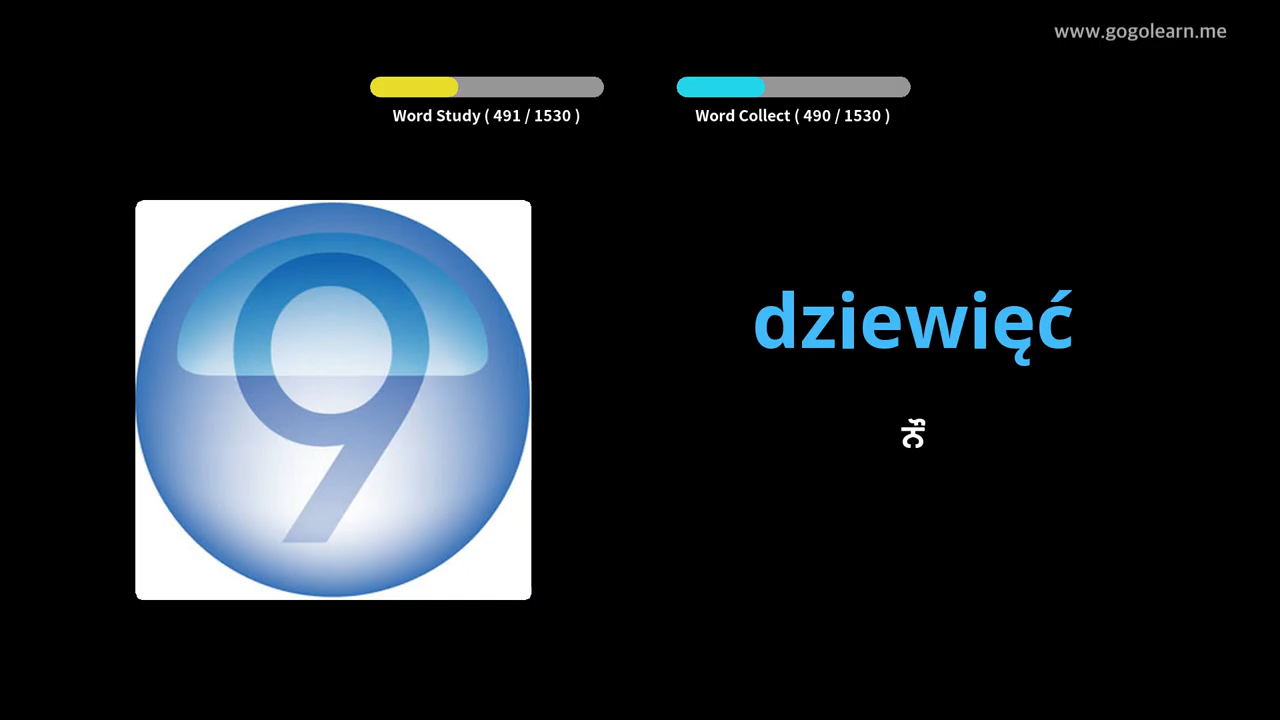 www.gogolearn.me
Word Study ( 491 / 1530 )
Word Collect ( 490 / 1530 )
9
dziewięć
ਨੌਂ